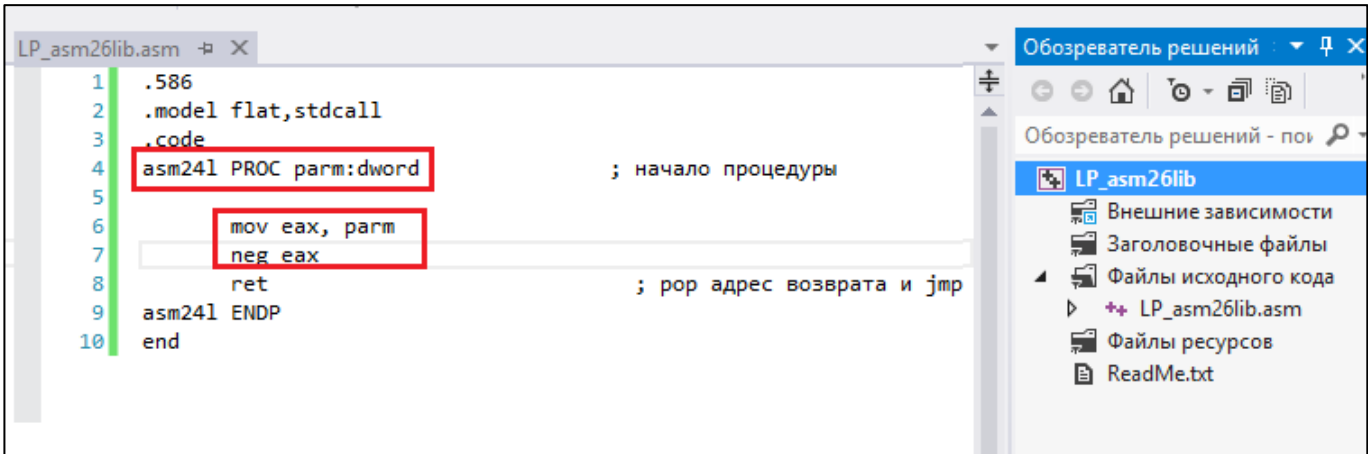 LP_asm26lib.asm
1 .586
2 .model flat,stdcall
3 .code
4 asm24l PROC parm:dword ; начало процедуры
5
6 mov eax, parm
7 neg eax
8 ret ; pop адрес возврата и jmp
9 asm24l ENDP
10 end
Обозреватель решений
Обозреватель решений - пои
LP_asm26lib
Внешние зависимости
Заголовочные файлы
Файлы исходного кода
++ LP_asm26lib.asm
Файлы ресурсов
ReadMe.txt